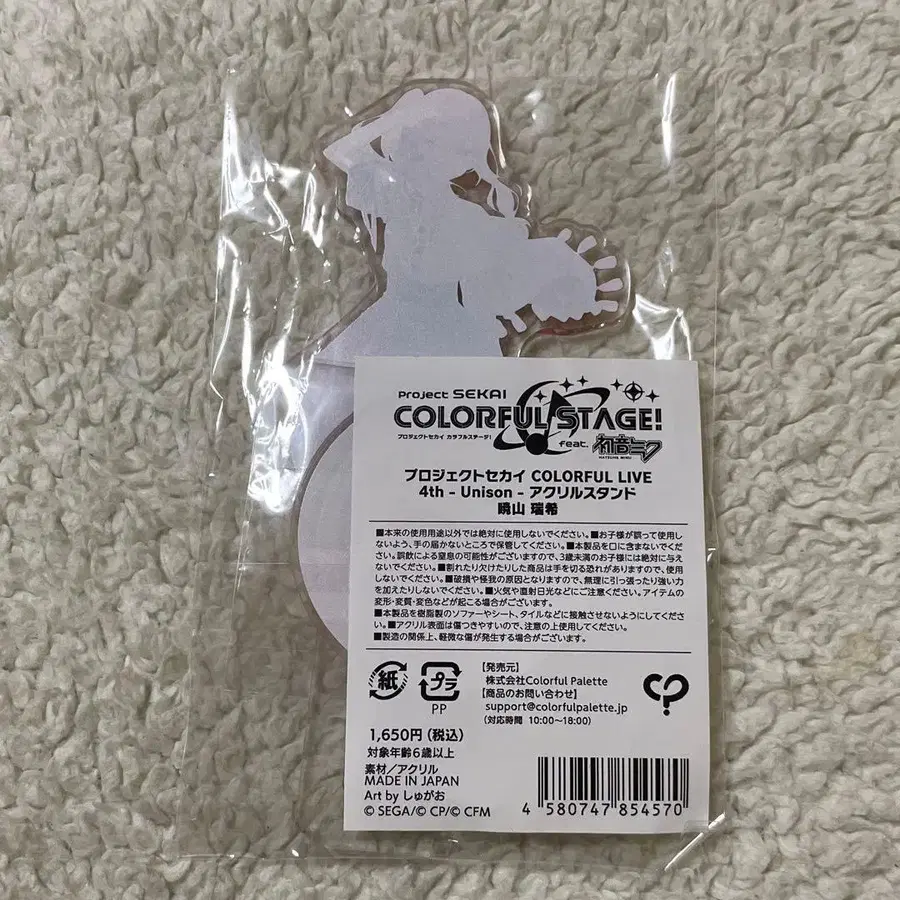 Project SEKAI
COLORFUL STAGE!
プロジェクトセカイ カラフルステージ!
feat. 初音ミク
HATSUNE MIKU
プロジェクトセカイ COLORFUL LIVE
4th - Unison - アクリルスタンド
暁山 瑞希
■本来の使用用途以外では絶対に使用しないでください。■お子様が誤って使用し
ないよう、手の届かないところで保管してください。■本製品を口に含まないでくださ
い。誤飲による窒息の可能性がございますので、3歳未満のお子様には絶対に与え
ないでください。■割れたり欠けたりした商品は手を切る恐れがありますので、使用
しないでください。■破損や怪我の原因となりますので、無理に引っ張ったり強い力
を加えたりしないでください。■火気や直射日光などにご注意ください。アイテムの
変形・変質・変色などが起こる場合がございます。
■本製品を樹脂製のソファーやシート、タイルなどに接触させないようにしてくださ
い。■アクリル表面は傷つきやすいので、注意の上使用してください。
■製造の関係上、軽微な傷が発生する場合がございます。
紙
プラ
PP
【発売元】
株式会社Colorful Palette
【商品のお問い合わせ】
support@colorfulpalette.jp
(対応時間 10:00～18:00)
1,650円(税込)
対象年齢6歳以上
素材/アクリル
MADE IN JAPAN
Art by しゅがお
© SEGA/© CP/© CFM
4 580747 854570